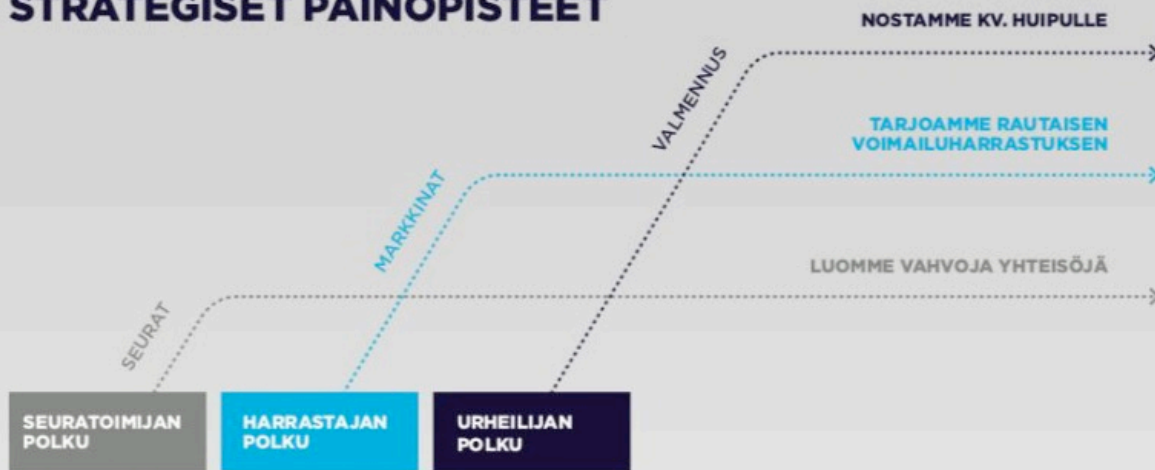 STRATEGISET PAINOPISTEET
NOSTAMME KV. HUIPULLE
VALMENNUS
TARJOAMME RAUTAISEN
VOIMAILUHARRASTUKSEN
MARKKINAT
LUOMME VAHVOJA YHTEISÖJÄ
SEURAT
SEURATOIMIJAN
POLKU
HARRASTAJAN
POLKU
URHEILIJAN
POLKU